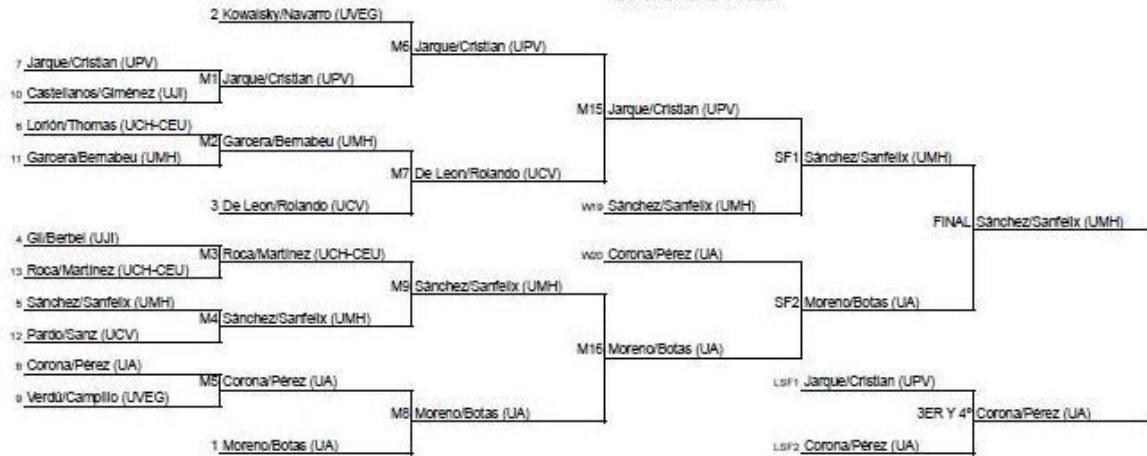 2 Kowalsky/Navarro (UVEG)
M6 Jarque/Cristian (UPV)
7 Jarque/Cristian (UPV)
M1 Jarque/Cristian (UPV)
10 Castellanos/Giménez (UJI)
M15 Jarque/Cristian (UPV)
6 Lorión/Thomas (UCH-CEU)
M2 Garcera/Bernabeu (UMH)
11 Garcera/Bernabeu (UMH)
SF1 Sánchez/Sanfelix (UMH)
M7 De Leon/Rolando (UCV)
3 De Leon/Rolando (UCV)
W19 Sánchez/Sanfelix (UMH)
FINAL Sánchez/Sanfelix (UMH)
4 Gil/Berbel (UJI)
M3 Roca/Martínez (UCH-CEU)
W20 Corona/Pérez (UA)
13 Roca/Martínez (UCH-CEU)
M9 Sánchez/Sanfelix (UMH)
5 Sánchez/Sanfelix (UMH)
SF2 Moreno/Botas (UA)
M4 Sánchez/Sanfelix (UMH)
12 Pardo/Sanz (UCV)
M16 Moreno/Botas (UA)
8 Corona/Pérez (UA)
M5 Corona/Pérez (UA)
LSF1 Jarque/Cristian (UPV)
9 Verdú/Campillo (UVEG)
M8 Moreno/Botas (UA)
3ER Y 4º Corona/Pérez (UA)
1 Moreno/Botas (UA)
LSF2 Corona/Pérez (UA)